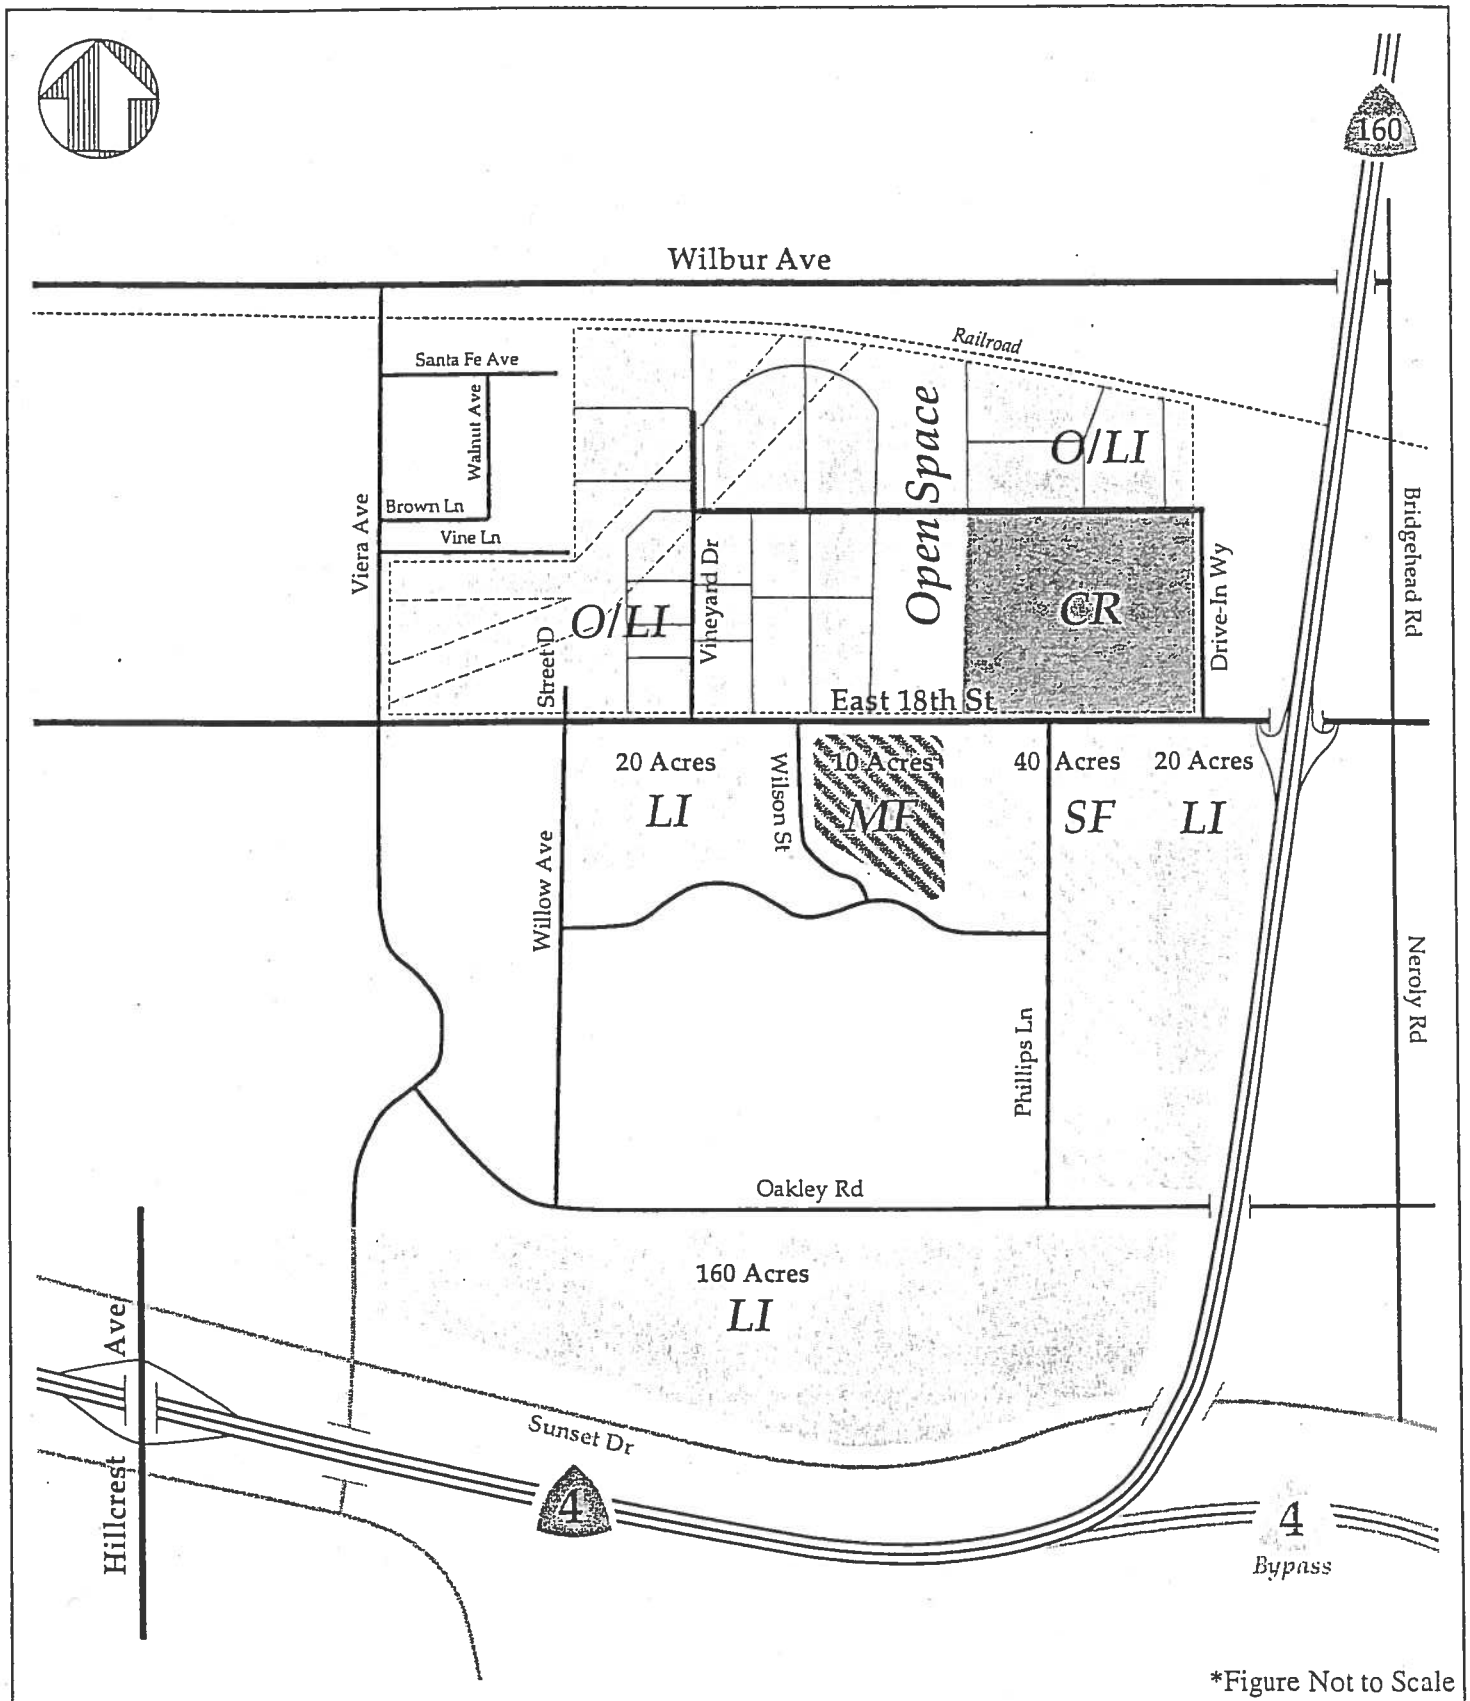 160
Wilbur Ave
Railroad
Santa Fe Ave
Walnut Ave
Open Space
O/LI
Viera Ave
Brown Ln
Vine Ln
Bridgehead Rd
Vineyard Dr
Drive-In Wy
CR
O/LI
Street D
East 18th St
20 Acres
LI
Wilson St
10 Acres
MF
40 Acres
SF
20 Acres
LI
Willow Ave
Neroly Rd
Phillips Ln
Oakley Rd
160 Acres
LI
Hillcrest Ave
Sunset Dr
4
4
Bypass
*Figure Not to Scale